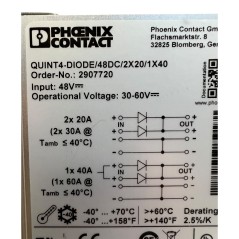 PHOENIX CONTACT
Phoenix Contact Gm
Flachsmarktstr. 8
32825 Blomberg, Ger
QUINT4-DIODE/48DC/2X20/1X40
Order-No.: 2907720
Input: 48V
Operational Voltage: 30-60V
2x 20A
(2x 30A @
Tamb ≤ 40°C)
IN
OUT
1x 40A
(1x 60A @
Tamb ≤ 40°C)
IN
OUT
-40° ...+70°C
>+60°C
Derating
-40° ...+158°F
>+140°F
2.5%/K